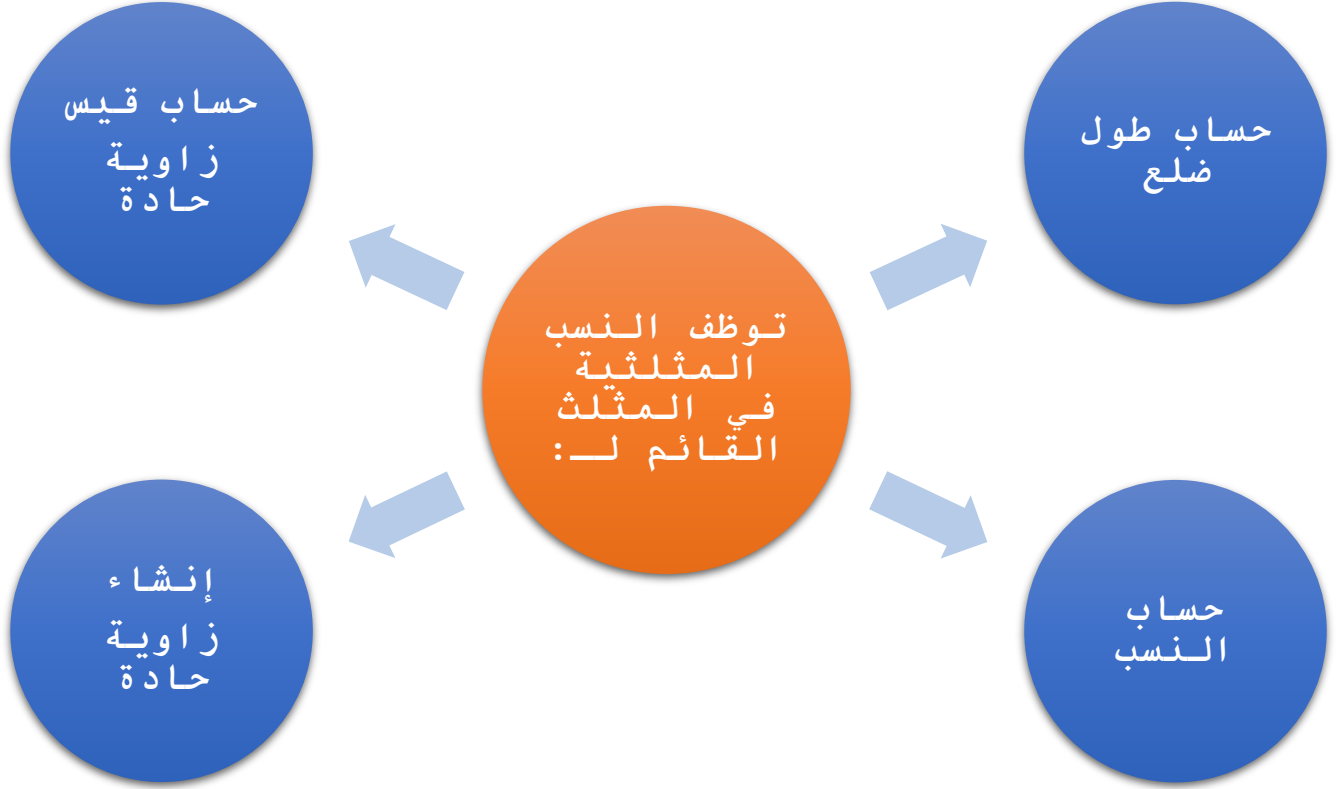 توظف النسب
المثلثية
في المثلث
القائم لـ:
حساب طول
ضلع
حساب
النسب
إنشاء
زاوية
حادة
حساب قيس
زاوية
حادة